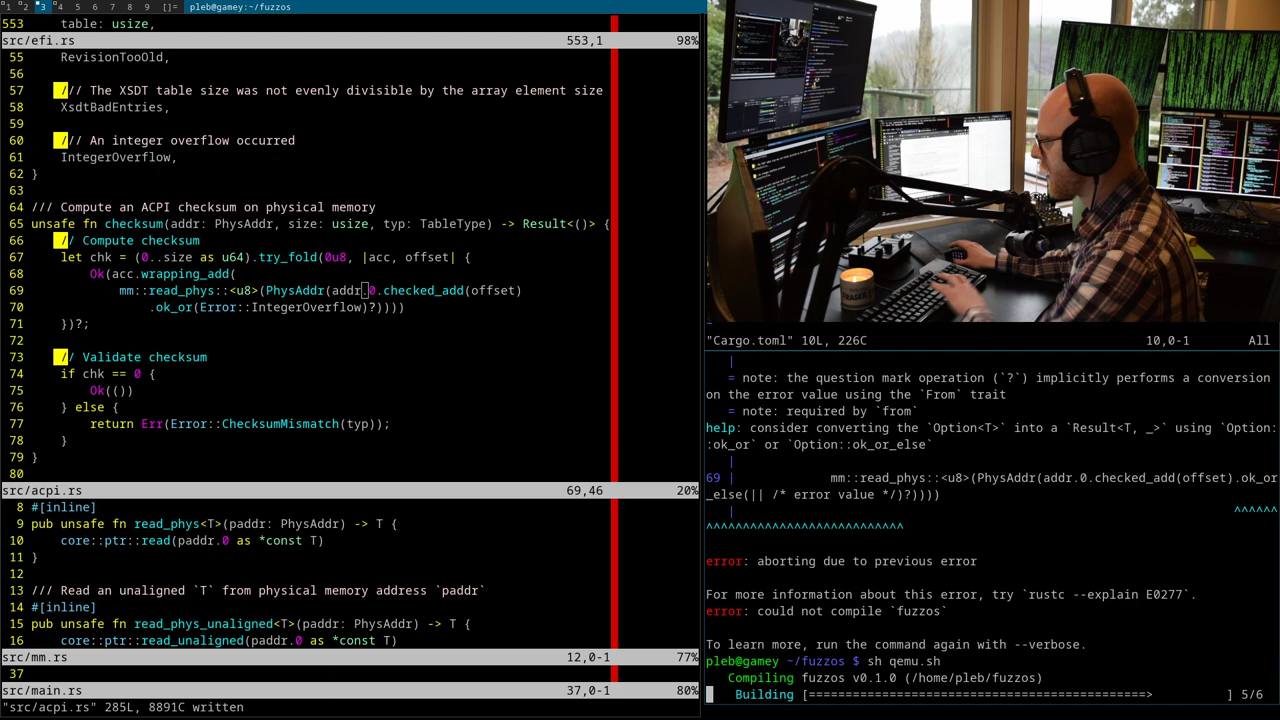 1 2 3 4 5 6 7 8 9 []= pleb@gamey:~/fuzzos
553     table: usize,
src/efi.rs 553,1 98%
55     RevisionTooOld,
56
57     /// The XSDT table size was not evenly divisible by the array element size
58     XsdtBadEntries,
59
60     /// An integer overflow occurred
61     IntegerOverflow,
62 }
63
64 /// Compute an ACPI checksum on physical memory
65 unsafe fn checksum(addr: PhysAddr, size: usize, typ: TableType) -> Result<()> {
66     // Compute checksum
67     let chk = (0..size as u64).try_fold(0u8, |acc, offset| {
68         Ok(acc.wrapping_add(
69             mm::read_phys::<u8>(PhysAddr(addr.0.checked_add(offset)
70                 .ok_or(Error::IntegerOverflow)?))))
71     })?;
72
73     // Validate checksum
74     if chk == 0 {
75         Ok(())
76     } else {
77         return Err(Error::ChecksumMismatch(typ));
78     }
79 }
80
src/acpi.rs 69,46 20%
8 #[inline]
9 pub unsafe fn read_phys<T>(paddr: PhysAddr) -> T {
10     core::ptr::read(paddr.0 as *const T)
11 }
12
13 /// Read an unaligned `T` from physical memory address `paddr`
14 #[inline]
15 pub unsafe fn read_phys_unaligned<T>(paddr: PhysAddr) -> T {
16     core::ptr::read_unaligned(paddr.0 as *const T)
src/mm.rs 12,0-1 77%
37
src/main.rs 37,0-1 80%
"src/acpi.rs" 285L, 8891C written
FRASER
"Cargo.toml" 10L, 226C 10,0-1 All
|
= note: the question mark operation (`?`) implicitly performs a conversion
on the error value using the `From` trait
= note: required by `from`
help: consider converting the `Option<T>` into a `Result<T, _>` using `Option:
:ok_or` or `Option::ok_or_else`
|
69 |             mm::read_phys::<u8>(PhysAddr(addr.0.checked_add(offset).ok_or
_else(|| /* error value */)?))))
| ^^^^^^
^^^^^^^^^^^^^^^^^^^^^^^^^^^
error: aborting due to previous error
For more information about this error, try `rustc --explain E0277`.
error: could not compile `fuzzos`
To learn more, run the command again with --verbose.
pleb@gamey ~/fuzzos $ sh qemu.sh
Compiling fuzzos v0.1.0 (/home/pleb/fuzzos)
Building [==============================================> ] 5/6